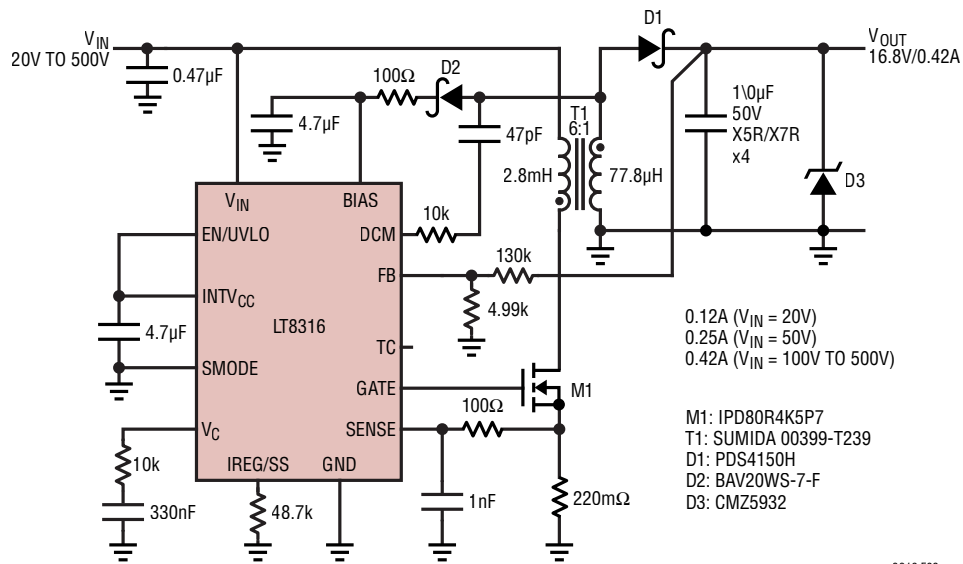 V_IN
20V TO 500V
0.47µF
4.7µF
100Ω
D2
47pF
T1
6:1
2.8mH
77.8µH
D1
V_OUT
16.8V/0.42A
1\0µF
50V
X5R/X7R
x4
D3
V_IN
BIAS
EN/UVLO
DCM
10k
FB
130k
4.99k
INTV_CC
LT8316
4.7µF
TC
SMODE
GATE
M1
V_C
SENSE
100Ω
IREG/SS
GND
10k
330nF
48.7k
1nF
220mΩ
0.12A (V_IN = 20V)
0.25A (V_IN = 50V)
0.42A (V_IN = 100V TO 500V)
M1: IPD80R4K5P7
T1: SUMIDA 00399-T239
D1: PDS4150H
D2: BAV20WS-7-F
D3: CMZ5932